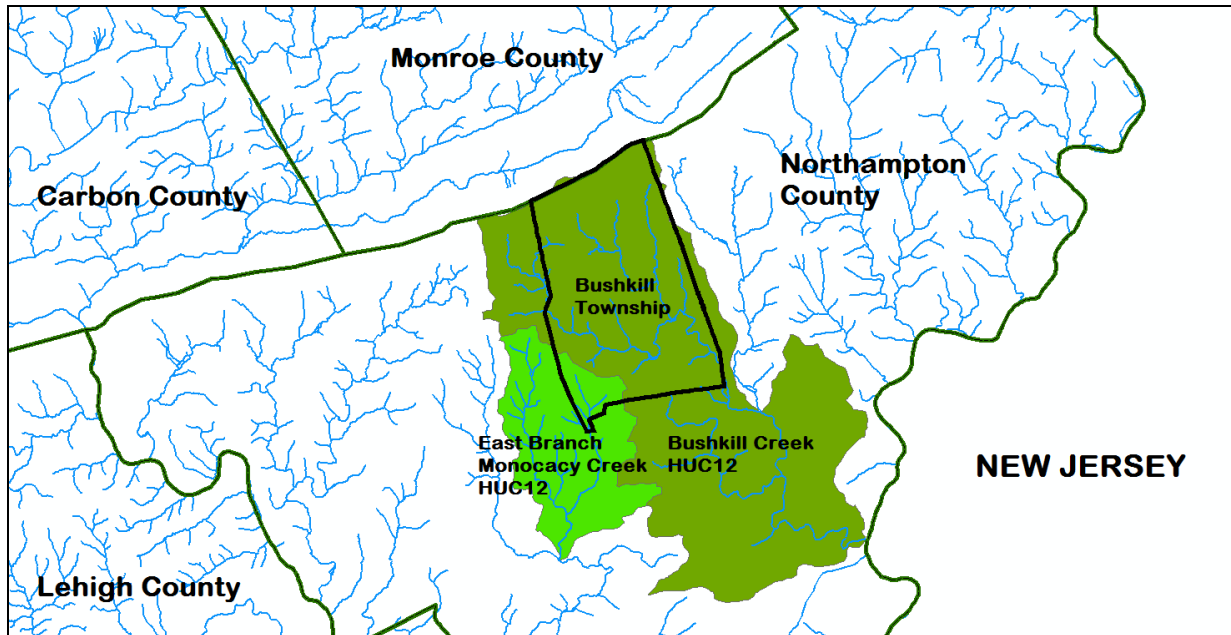 Monroe County
Northampton
County
Carbon County
Bushkill
Township
East Branch
Monocacy Creek
HUC12
Bushkill Creek
HUC12
NEW JERSEY
Lehigh County